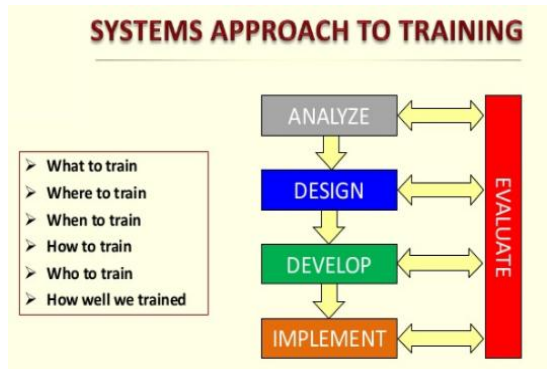 SYSTEMS APPROACH TO TRAINING
What to train
Where to train
When to train
How to train
Who to train
How well we trained
ANALYZE
DESIGN
DEVELOP
IMPLEMENT
EVALUATE